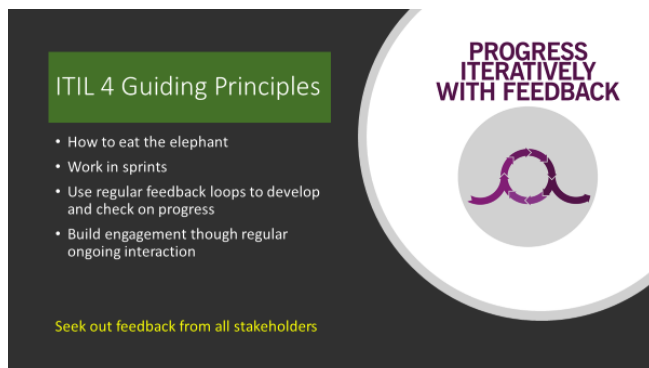 ITIL 4 Guiding Principles
• How to eat the elephant
• Work in sprints
• Use regular feedback loops to develop
and check on progress
• Build engagement though regular
ongoing interaction
Seek out feedback from all stakeholders
PROGRESS
ITERATIVELY
WITH FEEDBACK